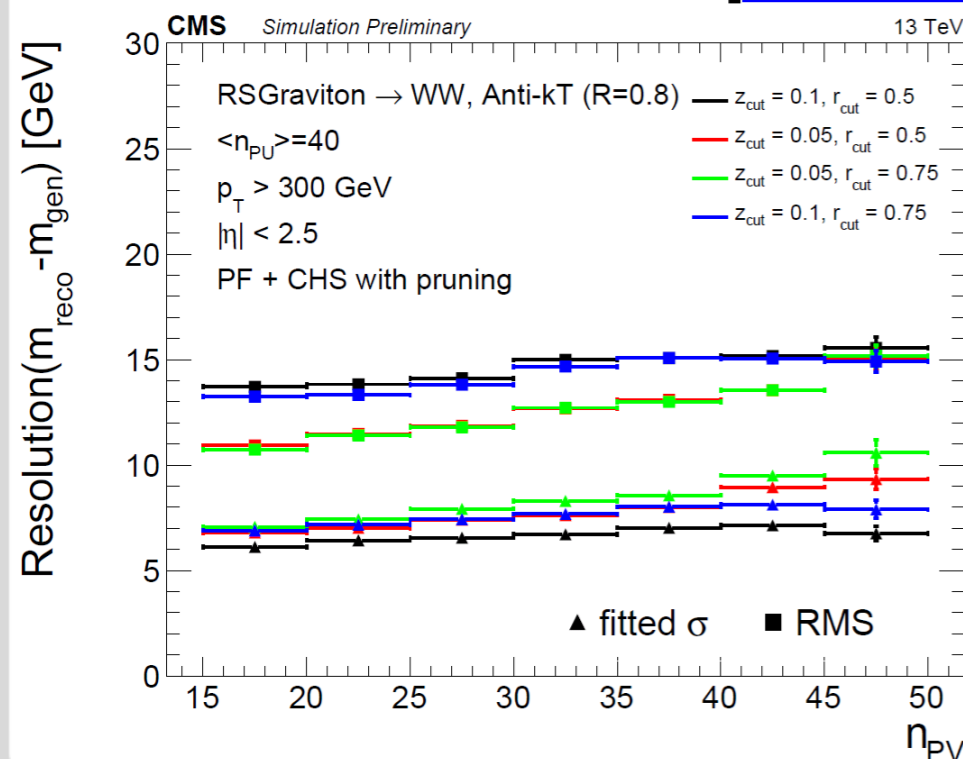 CMS Simulation Preliminary 13 TeV
Resolution(m_reco-m_gen) [GeV]
30
25
20
15
10
5
0
RSGraviton → WW, Anti-kT (R=0.8)
<n_PU>=40
p_T > 300 GeV
|η| < 2.5
PF + CHS with pruning
z_cut = 0.1, r_cut = 0.5
z_cut = 0.05, r_cut = 0.5
z_cut = 0.05, r_cut = 0.75
z_cut = 0.1, r_cut = 0.75
▲ fitted σ ■ RMS
15 20 25 30 35 40 45 50
n_PV